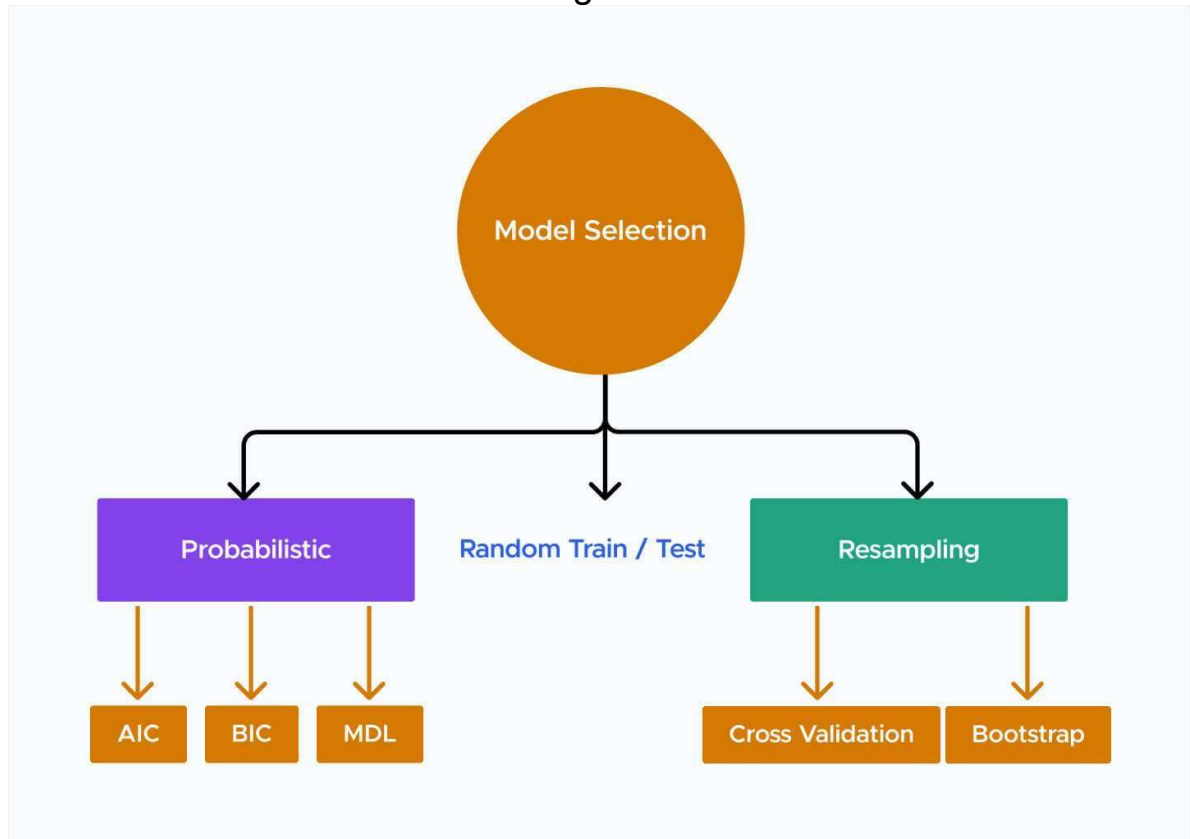 Model Selection
Probabilistic
Random Train / Test
Resampling
AIC
BIC
MDL
Cross Validation
Bootstrap